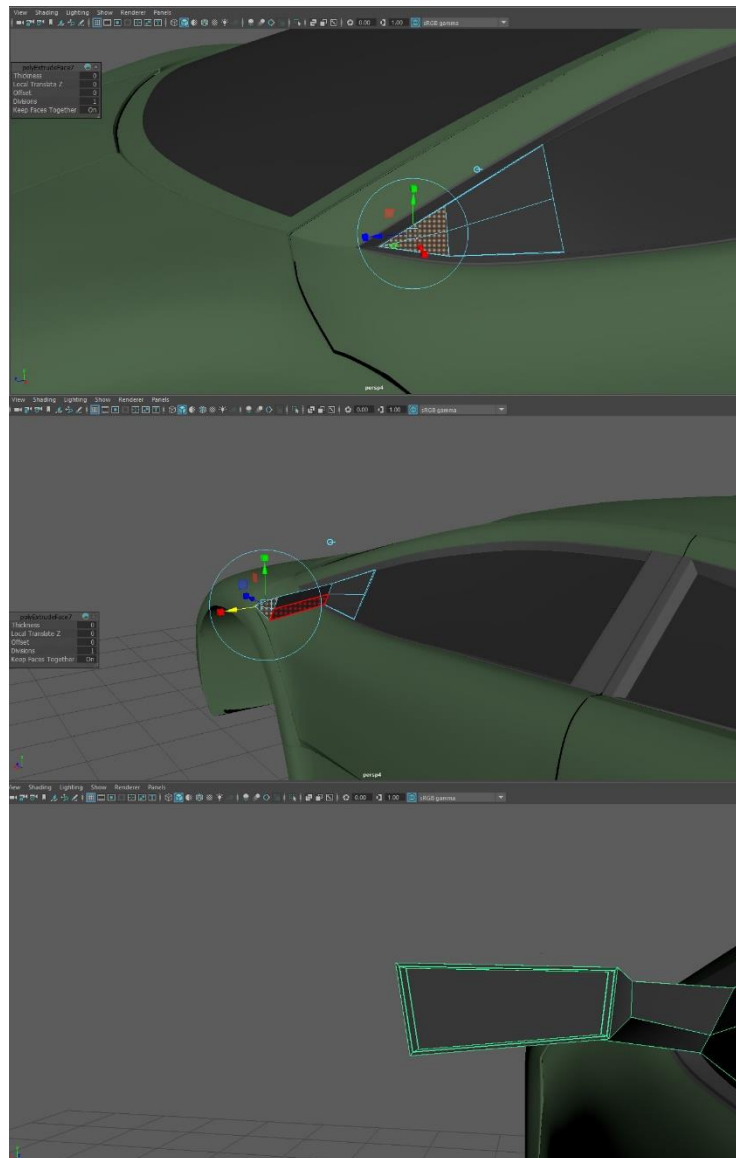 View Shading Lighting Show Renderer Panels
0.00 1.00 sRGB gamma
polyExtrudeFace7
Thickness 0
Local Translate Z 0
Offset 0
Divisions 1
Keep Faces Together On
persp4
View Shading Lighting Show Renderer Panels
0.00 1.00 sRGB gamma
polyExtrudeFace7
Thickness 0
Local Translate Z 0
Offset 0
Divisions 1
Keep Faces Together On
persp4
View Shading Lighting Show Renderer Panels
0.00 1.00 sRGB gamma